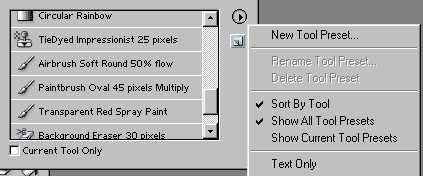 Circular Rainbow
TieDyed Impressionist 25 pixels
Airbrush Soft Round 50% flow
Paintbrush Oval 45 pixels Multiply
Transparent Red Spray Paint
Background Eraser 30 pixels
Current Tool Only
New Tool Preset...
Rename Tool Preset...
Delete Tool Preset
Sort By Tool
Show All Tool Presets
Show Current Tool Presets
Text Only